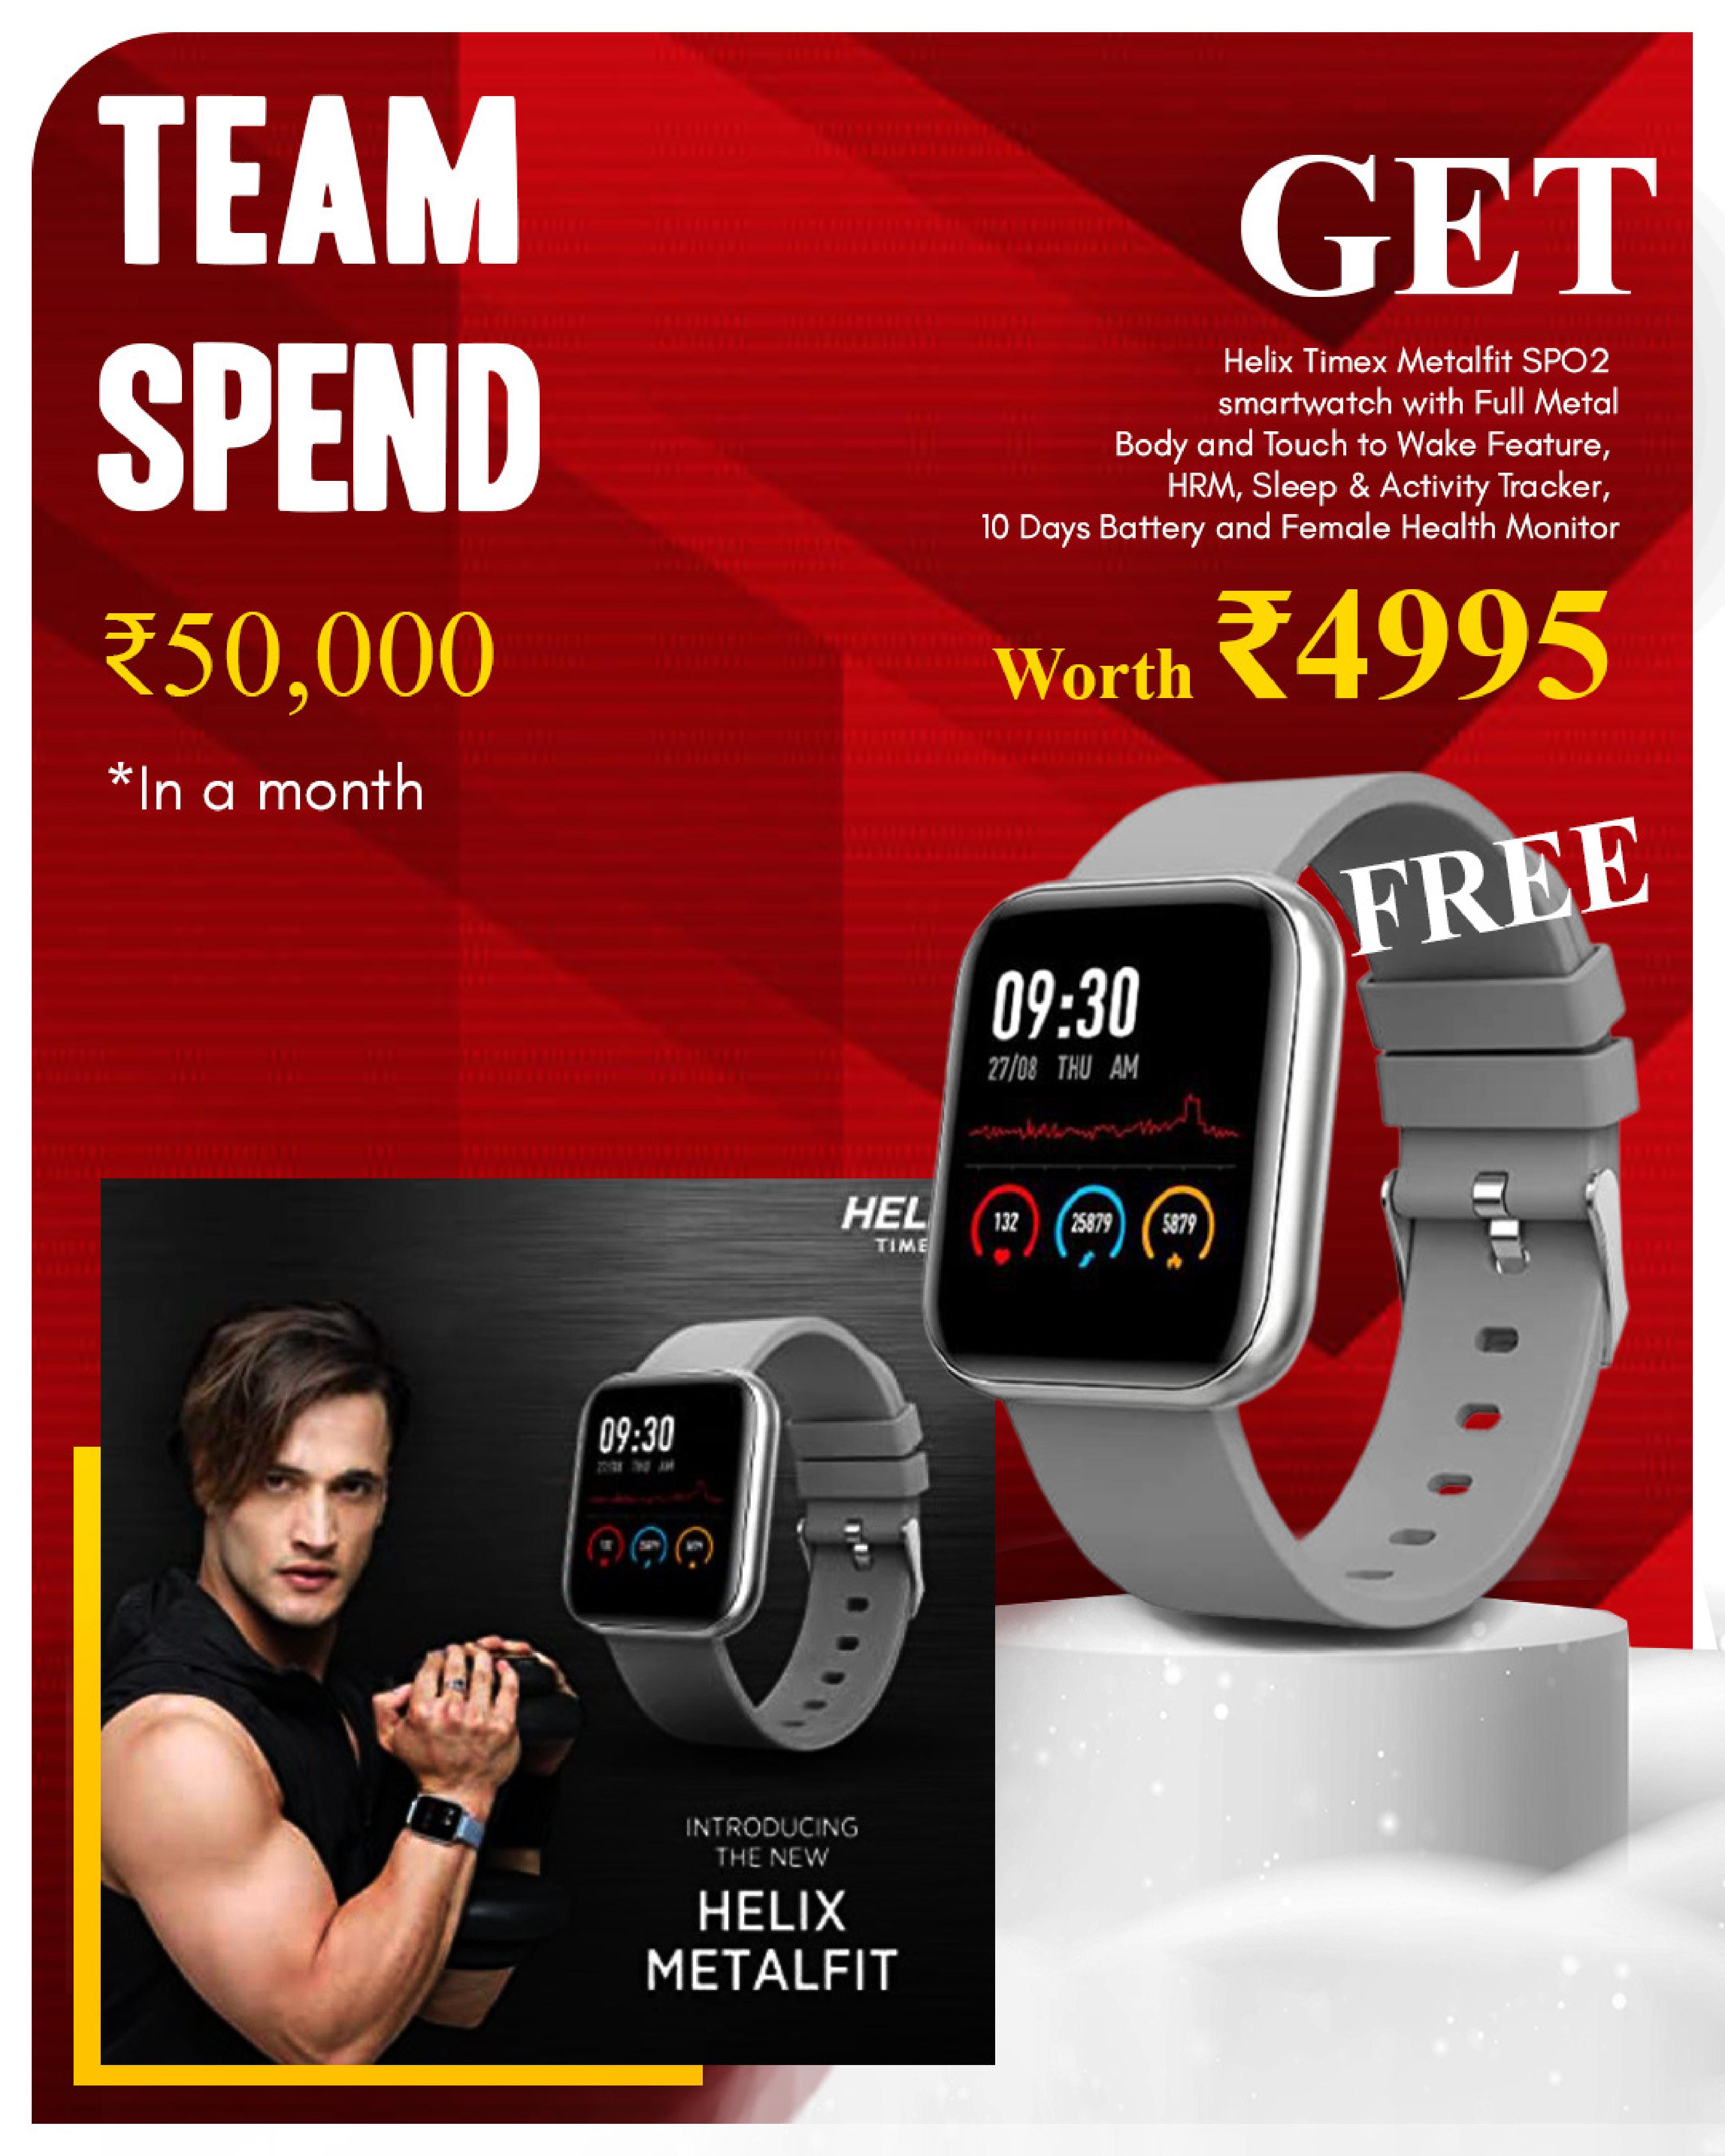 TEAM
SPEND
₹50,000
*In a month
GET
Helix Timex Metalfit SPO2
smartwatch with Full Metal
Body and Touch to Wake Feature,
HRM, Sleep & Activity Tracker,
10 Days Battery and Female Health Monitor
Worth ₹4995
FREE
09:30
27/08 THU AM
132 25879 5879
HEL
TIME
09:30
INTRODUCING
THE NEW
HELIX
METALFIT